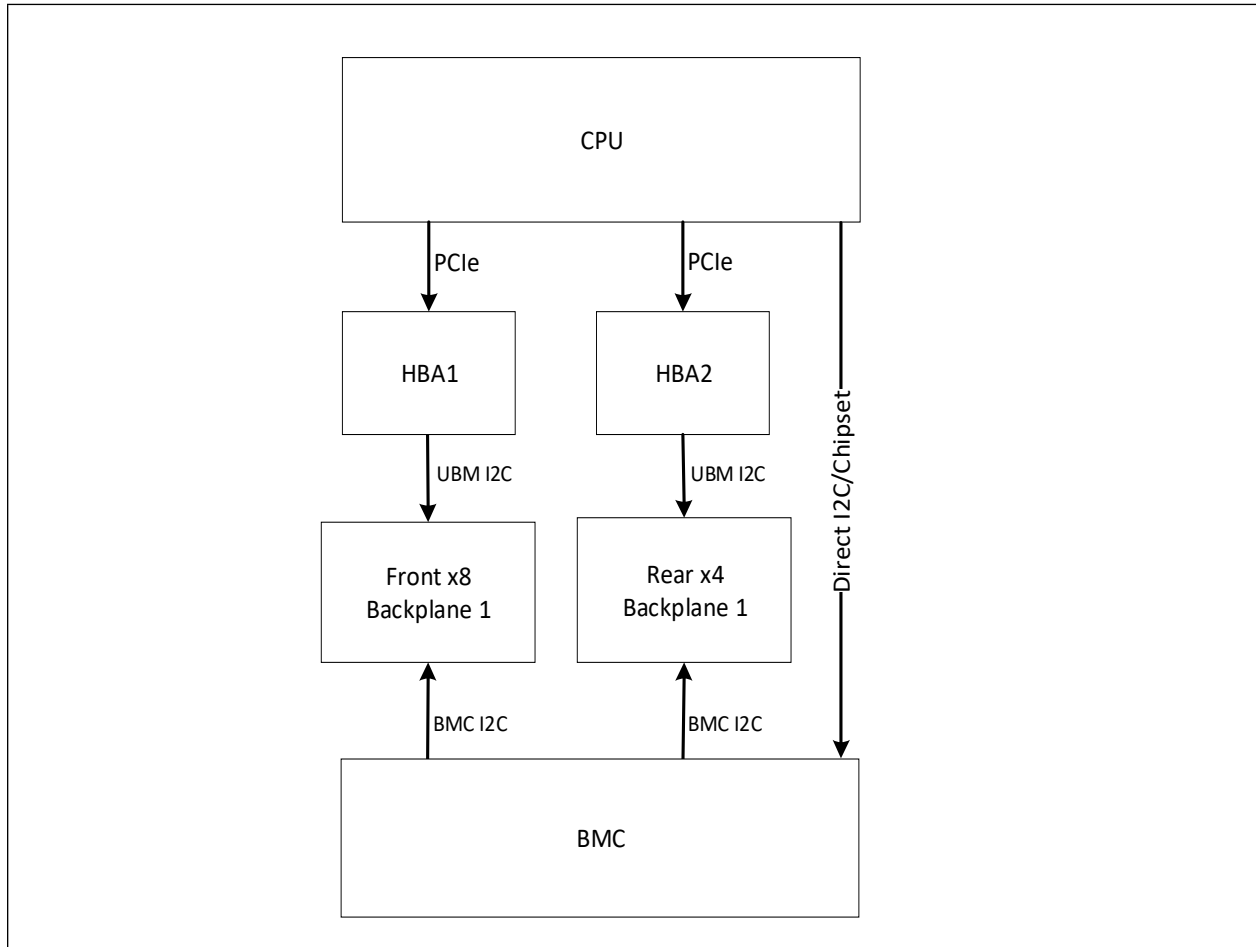 CPU
PCIe
PCIe
HBA1
HBA2
Direct I2C/Chipset
UBM I2C
UBM I2C
Front x8
Backplane 1
Rear x4
Backplane 1
BMC I2C
BMC I2C
BMC